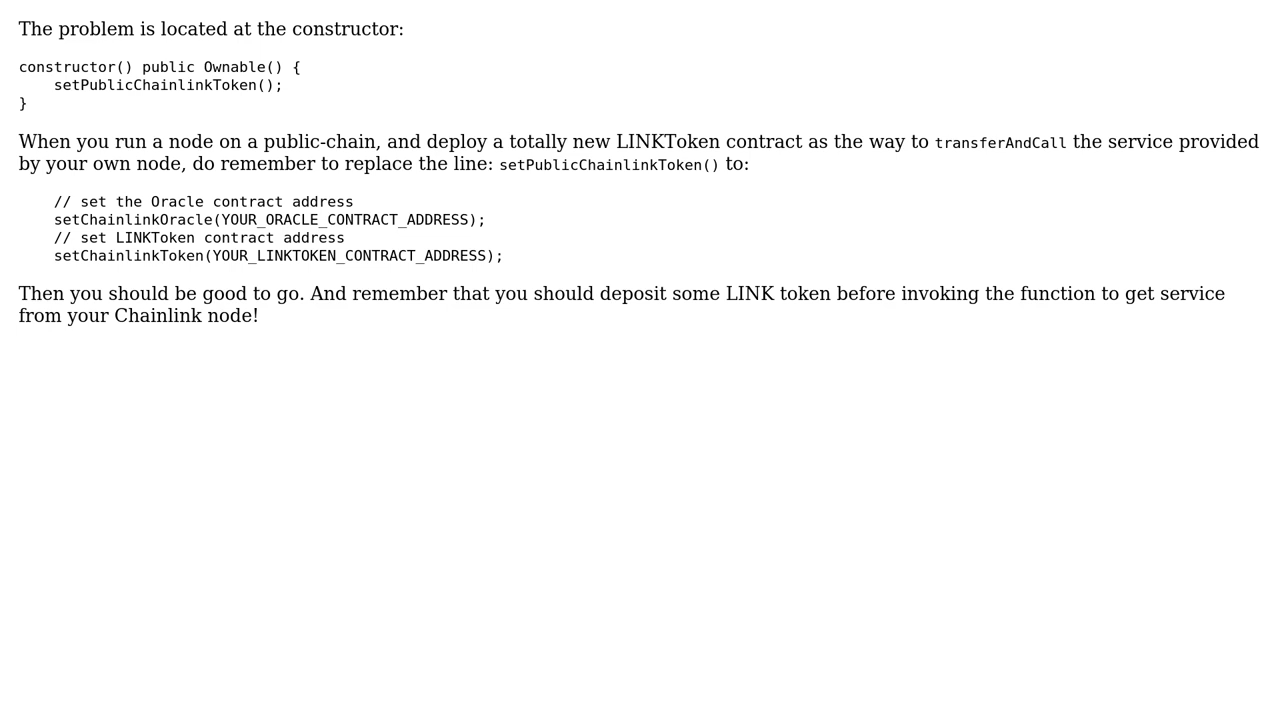 The problem is located at the constructor:
constructor() public Ownable() {
    setPublicChainlinkToken();
}
When you run a node on a public-chain, and deploy a totally new LINKToken contract as the way to transferAndCall the service provided
by your own node, do remember to replace the line: setPublicChainlinkToken() to:
    // set the Oracle contract address
    setChainlinkOracle(YOUR_ORACLE_CONTRACT_ADDRESS);
    // set LINKToken contract address
    setChainlinkToken(YOUR_LINKTOKEN_CONTRACT_ADDRESS);
Then you should be good to go. And remember that you should deposit some LINK token before invoking the function to get service
from your Chainlink node!